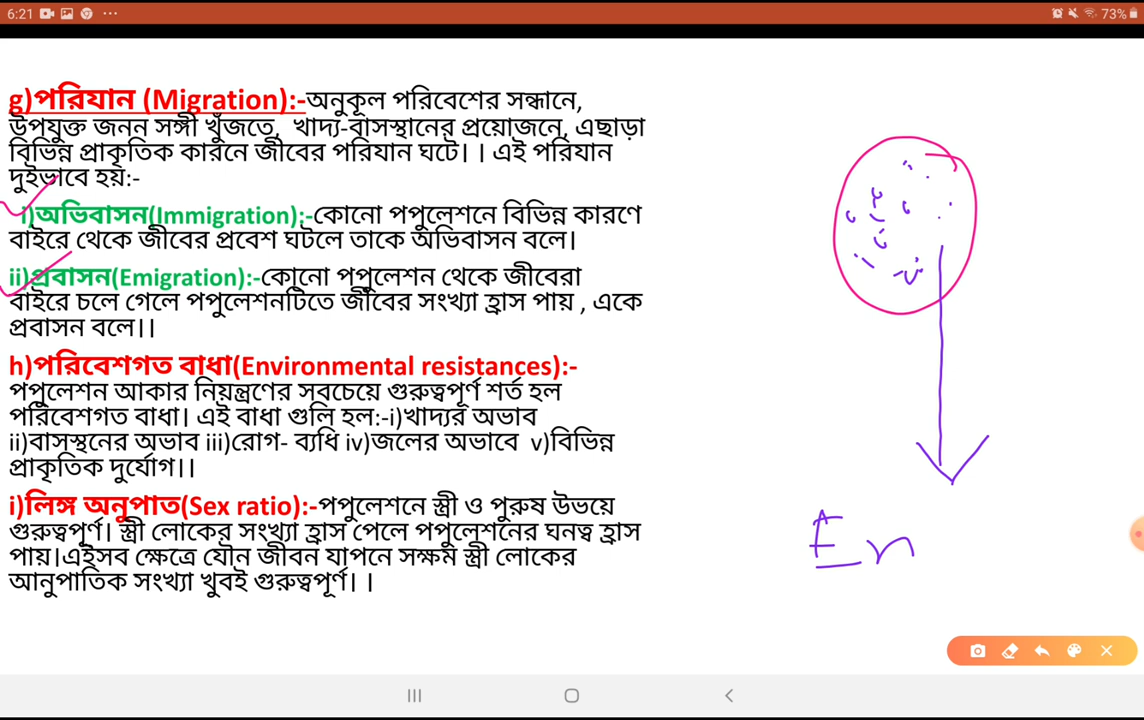 6:21
73%
g)পরিযান (Migration):-অনুকূল পরিবেশের সন্ধানে,
উপযুক্ত জনন সঙ্গী খুঁজতে, খাদ্য-বাসস্থানের প্রয়োজনে, এছাড়া
বিভিন্ন প্রাকৃতিক কারনে জীবের পরিযান ঘটে। । এই পরিযান
দুইভাবে হয়:-
i)অভিবাসন(Immigration):-কোনো পপুলেশনে বিভিন্ন কারণে
বাইরে থেকে জীবের প্রবেশ ঘটলে তাকে অভিবাসন বলে।
ii)প্রবাসন(Emigration):-কোনো পপুলেশন থেকে জীবেরা
বাইরে চলে গেলে পপুলেশনটিতে জীবের সংখ্যা হ্রাস পায় , একে
প্রবাসন বলে।।
h)পরিবেশগত বাধা(Environmental resistances):-
পপুলেশন আকার নিয়ন্ত্রণের সবচেয়ে গুরুত্বপূর্ণ শর্ত হল
পরিবেশগত বাধা। এই বাধা গুলি হল:-i)খাদ্যর অভাব
ii)বাসস্থনের অভাব iii)রোগ- ব্যধি iv)জলের অভাবে v)বিভিন্ন
প্রাকৃতিক দুর্যোগ।।
i)লিঙ্গ অনুপাত(Sex ratio):-পপুলেশনে স্ত্রী ও পুরুষ উভয়ে
গুরুত্বপূর্ণ। স্ত্রী লোকের সংখ্যা হ্রাস পেলে পপুলেশনের ঘনত্ব হ্রাস
পায়।এইসব ক্ষেত্রে যৌন জীবন যাপনে সক্ষম স্ত্রী লোকের
আনুপাতিক সংখ্যা খুবই গুরুত্বপূর্ণ। ।
En